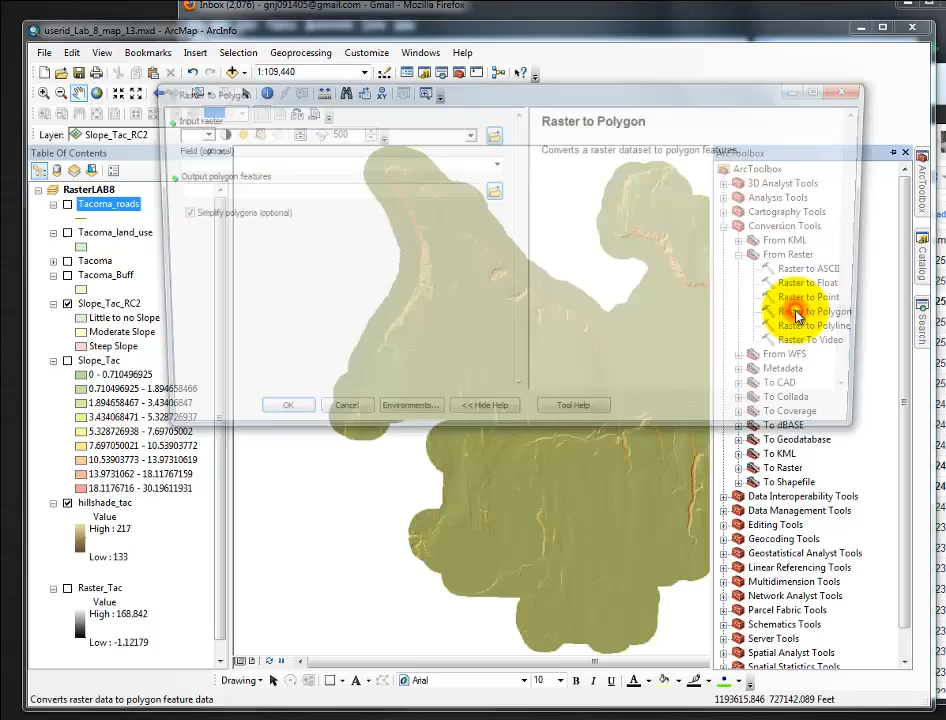 Inbox (2,076) - gnj091405@gmail.com - Gmail - Mozilla Firefox
userid_Lab_8_map_13.mxd - ArcMap - ArcInfo
File Edit View Bookmarks Insert Selection Geoprocessing Customize Windows Help
1:109,440
Raster to Polygon
500
Layer: Slope_Tac_RC2
Input raster
Field (optional)
Output polygon features
Simplify polygons (optional)
OK Cancel Environments... << Hide Help Tool Help
Raster to Polygon
Converts a raster dataset to polygon features.
Table Of Contents
RasterLAB8
Tacoma_roads
Tacoma_land_use
Tacoma
Tacoma_Buff
Slope_Tac_RC2
Little to no Slope
Moderate Slope
Steep Slope
Slope_Tac
0 - 0.710496925
0.710496926 - 1.894658466
3.43406847
3.434068471 - 5.328726937
5.328726938 - 7.69705002
7.697050021 - 10.53903772
10.53903773 - 13.9731062
13.9731062 - 18.11767159
18.1176716 - 30.19611931
hillshade_tac
Value
High : 217
Low : 133
Raster_Tac
Value
High : 168.842
Low : -1.12179
ArcToolbox
ArcToolbox
3D Analyst Tools
Analysis Tools
Cartography Tools
Conversion Tools
From KML
From Raster
Raster to ASCII
Raster to Float
Raster to Point
Raster to Polygon
Raster to Polyline
Raster To Video
From WFS
Metadata
To CAD
To Collada
To Coverage
To dBASE
To Geodatabase
To KML
To Raster
To Shapefile
Data Interoperability Tools
Data Management Tools
Editing Tools
Geocoding Tools
Geostatistical Analyst Tools
Linear Referencing Tools
Multidimension Tools
Network Analyst Tools
Parcel Fabric Tools
Schematics Tools
Server Tools
Spatial Analyst Tools
Spatial Statistics Tools
ArcToolbox
Catalog
Search
Drawing Arial 10 B I U A
Converts raster data to polygon feature data
1193615.846 727142.089 Feet